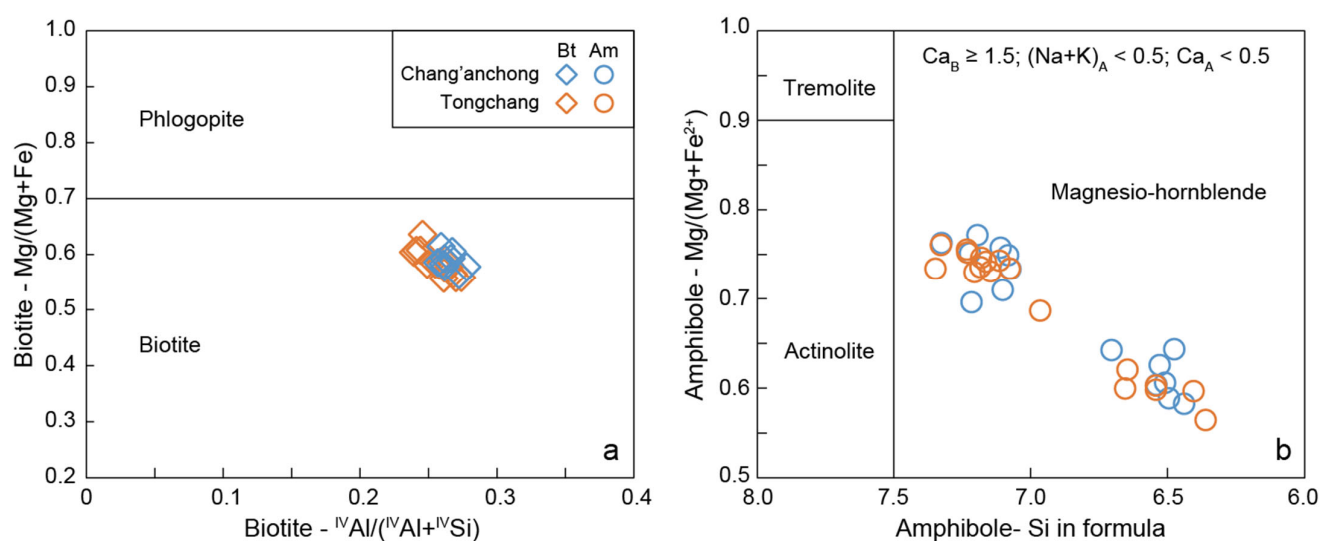 1.0
0.9
0.8
0.7
0.6
0.5
0.4
0.3
0.2
Biotite - Mg/(Mg+Fe)
Bt Am
Chang'anchong
Tongchang
Phlogopite
Biotite
a
0 0.1 0.2 0.3 0.4
Biotite - ᴵⱽAl/(ᴵⱽAl+ᴵⱽSi)
1.0
0.9
0.8
0.7
0.6
0.5
Amphibole - Mg/(Mg+Fe²⁺)
Ca_B ≥ 1.5; (Na+K)_A < 0.5; Ca_A < 0.5
Tremolite
Magnesio-hornblende
Actinolite
b
8.0 7.5 7.0 6.5 6.0
Amphibole- Si in formula